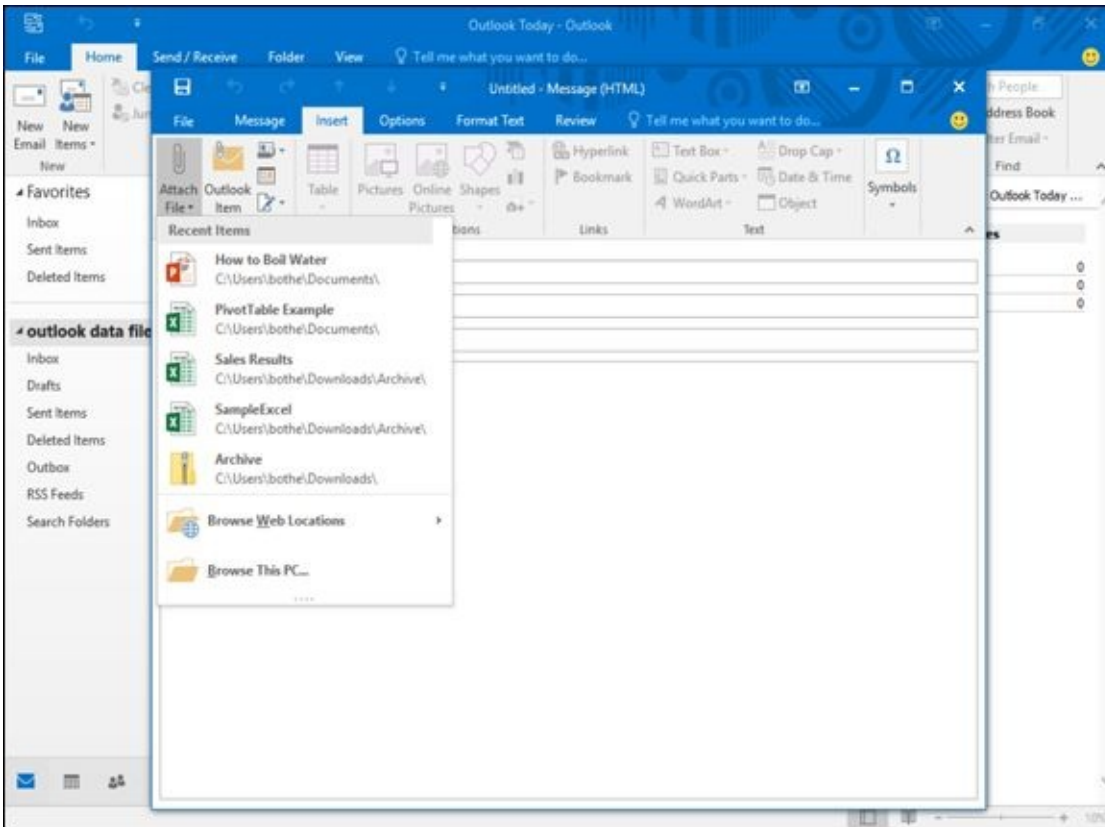 Outlook Today - Outlook
File Home Send / Receive Folder View Tell me what you want to do...
New Email
New Items
New
Favorites
Inbox
Sent Items
Deleted Items
outlook data file
Inbox
Drafts
Sent Items
Deleted Items
Outbox
RSS Feeds
Search Folders
Untitled - Message (HTML)
File Message Insert Options Format Text Review Tell me what you want to do...
Attach File
Outlook Item
Table
Pictures
Online Pictures
Shapes
Hyperlink
Bookmark
Links
Text Box
Quick Parts
WordArt
Drop Cap
Date & Time
Object
Text
Ω
Symbols
Recent Items
How to Boil Water
C:\Users\bothe\Documents\
PivotTable Example
C:\Users\bothe\Documents\
Sales Results
C:\Users\bothe\Downloads\Archive\
SampleExcel
C:\Users\bothe\Downloads\Archive\
Archive
C:\Users\bothe\Downloads\
Browse Web Locations
Browse This PC...
People
ddress Book
Email
Find
Outlook Today ...
es
0
0
0